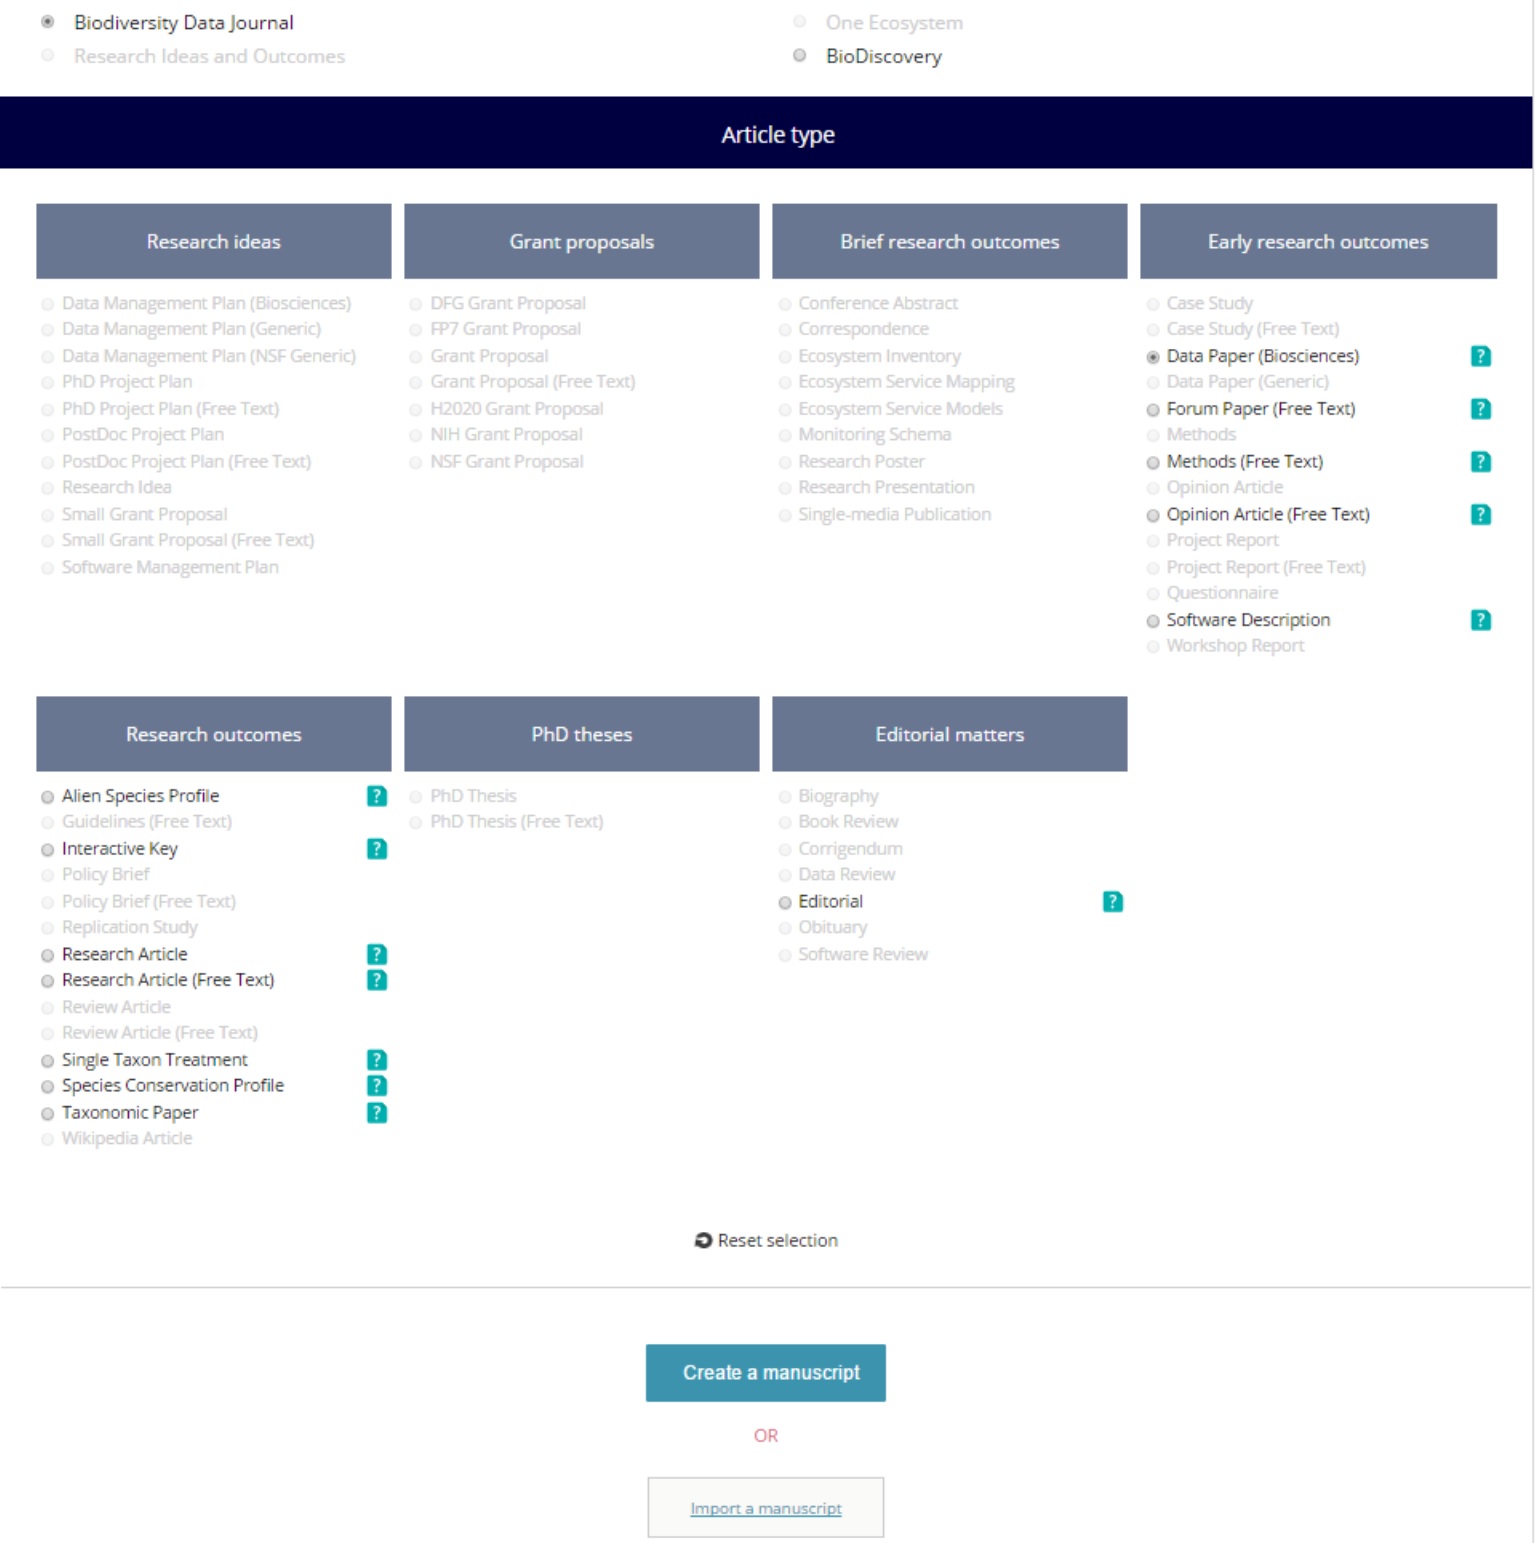 Biodiversity Data Journal
One Ecosystem
Research Ideas and Outcomes
BioDiscovery
Article type
Research ideas
Data Management Plan (Biosciences)
Data Management Plan (Generic)
Data Management Plan (NSF Generic)
PhD Project Plan
PhD Project Plan (Free Text)
PostDoc Project Plan
PostDoc Project Plan (Free Text)
Research Idea
Small Grant Proposal
Small Grant Proposal (Free Text)
Software Management Plan
Grant proposals
DFG Grant Proposal
FP7 Grant Proposal
Grant Proposal
Grant Proposal (Free Text)
H2020 Grant Proposal
NIH Grant Proposal
NSF Grant Proposal
Brief research outcomes
Conference Abstract
Correspondence
Ecosystem Inventory
Ecosystem Service Mapping
Ecosystem Service Models
Monitoring Schema
Research Poster
Research Presentation
Single-media Publication
Early research outcomes
Case Study
Case Study (Free Text)
Data Paper (Biosciences) ?
Data Paper (Generic)
Forum Paper (Free Text) ?
Methods
Methods (Free Text) ?
Opinion Article
Opinion Article (Free Text) ?
Project Report
Project Report (Free Text)
Questionnaire
Software Description ?
Workshop Report
Research outcomes
Alien Species Profile ?
Guidelines (Free Text)
Interactive Key ?
Policy Brief
Policy Brief (Free Text)
Replication Study
Research Article ?
Research Article (Free Text) ?
Review Article
Review Article (Free Text)
Single Taxon Treatment ?
Species Conservation Profile ?
Taxonomic Paper ?
Wikipedia Article
PhD theses
PhD Thesis
PhD Thesis (Free Text)
Editorial matters
Biography
Book Review
Corrigendum
Data Review
Editorial ?
Obituary
Software Review
Reset selection
Create a manuscript
OR
Import a manuscript